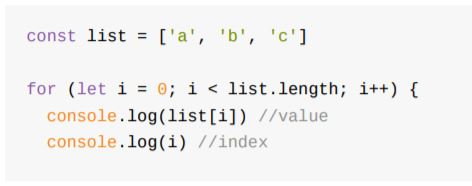 const list = ['a', 'b', 'c']
for (let i = 0; i < list.length; i++) {
console.log(list[i]) //value
console.log(i) //index